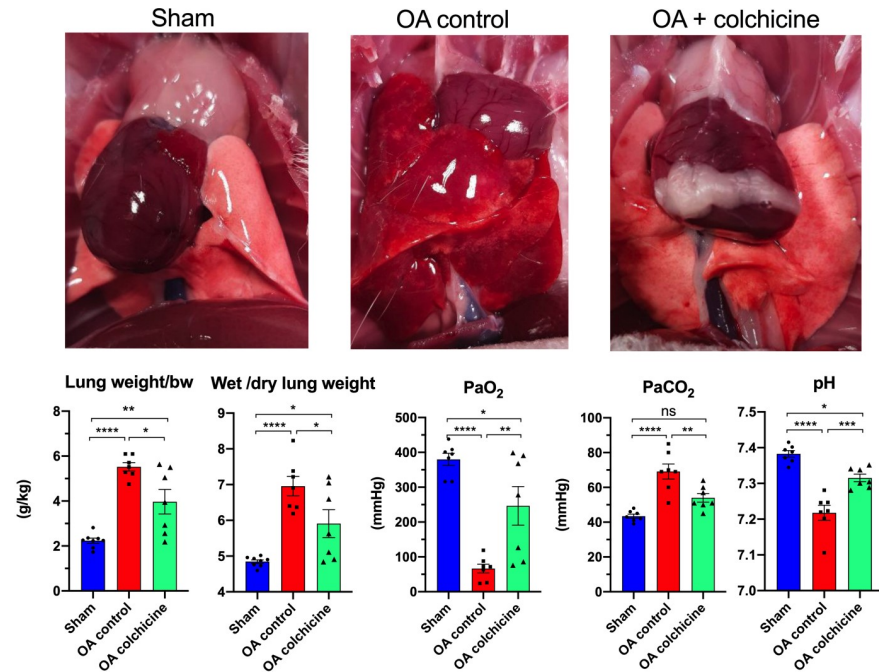 Sham
OA control
OA + colchicine
Lung weight/bw
Wet /dry lung weight
PaO2
PaCO2
pH
(g/kg)
8
6
4
2
0
**
****
*
Sham
OA control
OA colchicine
9
8
7
6
5
4
*
****
*
Sham
OA control
OA colchicine
(mmHg)
500
400
300
200
100
0
*
****
**
Sham
OA control
OA colchicine
(mmHg)
100
80
60
40
20
0
ns
****
**
Sham
OA control
OA colchicine
7.5
7.4
7.3
7.2
7.1
7.0
*
****
***
Sham
OA control
OA colchicine